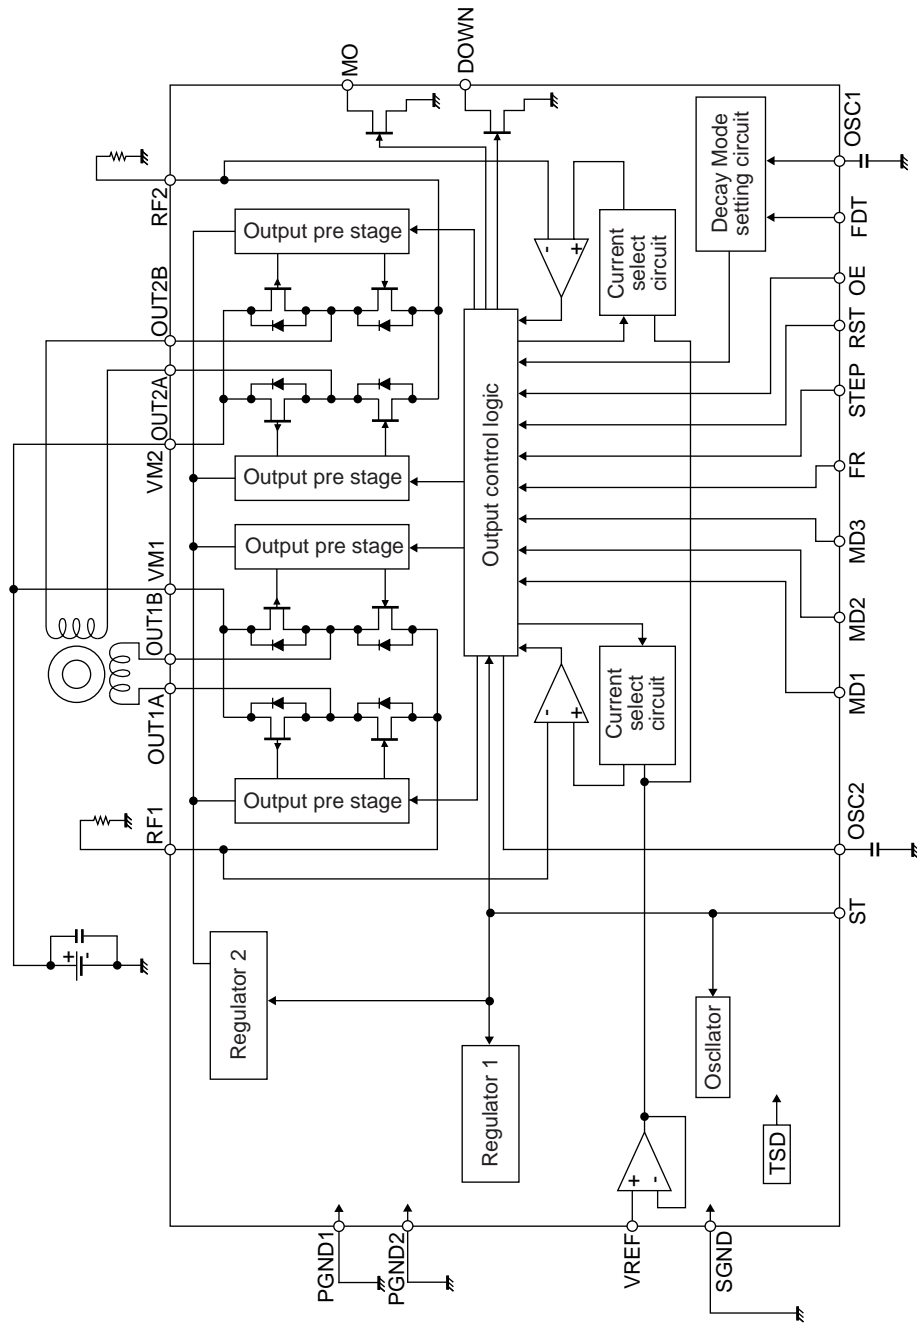 MO
DOWN
RF2
OUT2B
OUT2A
VM2
VM1
OUT1B
OUT1A
RF1
+
-
Output pre stage
Output pre stage
Output pre stage
Output pre stage
Regulator 2
Regulator 1
Output control logic
-
+
-
+
Current
select
circuit
Current
select
circuit
Decay Mode
setting circuit
Oscllator
TSD
+
-
OSC1
FDT
OE
RST
STEP
FR
MD3
MD2
MD1
OSC2
ST
PGND1
PGND2
VREF
SGND